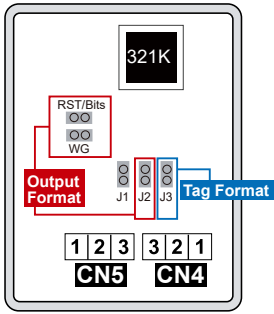 321K
RST/Bits
WG
Output
Format
J1 J2 J3
Tag Format
1 2 3 3 2 1
CN5 CN4